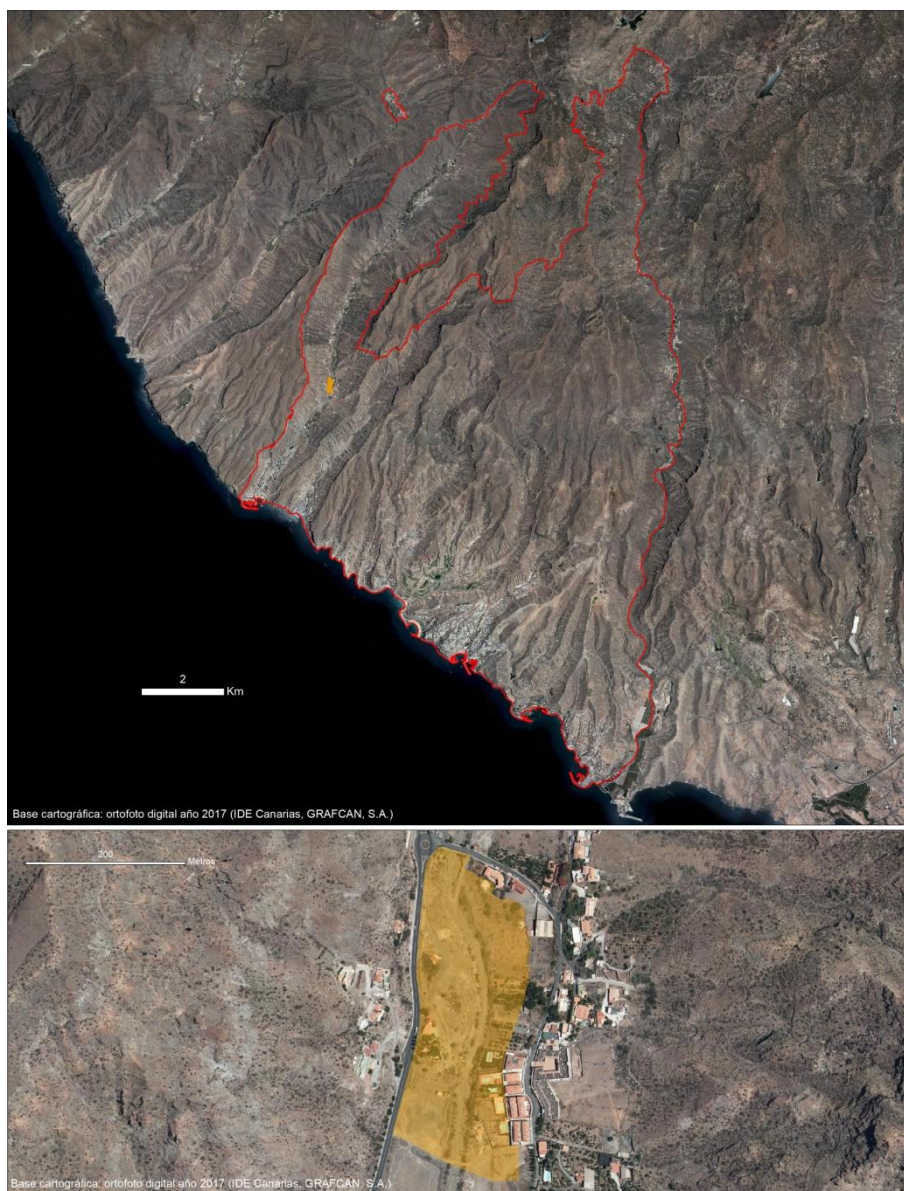 2
Km
Base cartográfica: ortofoto digital año 2017 (IDE Canarias, GRAFCAN, S.A.)
200
Metros
Base cartográfica: ortofoto digital año 2017 (IDE Canarias, GRAFCAN, S.A.)